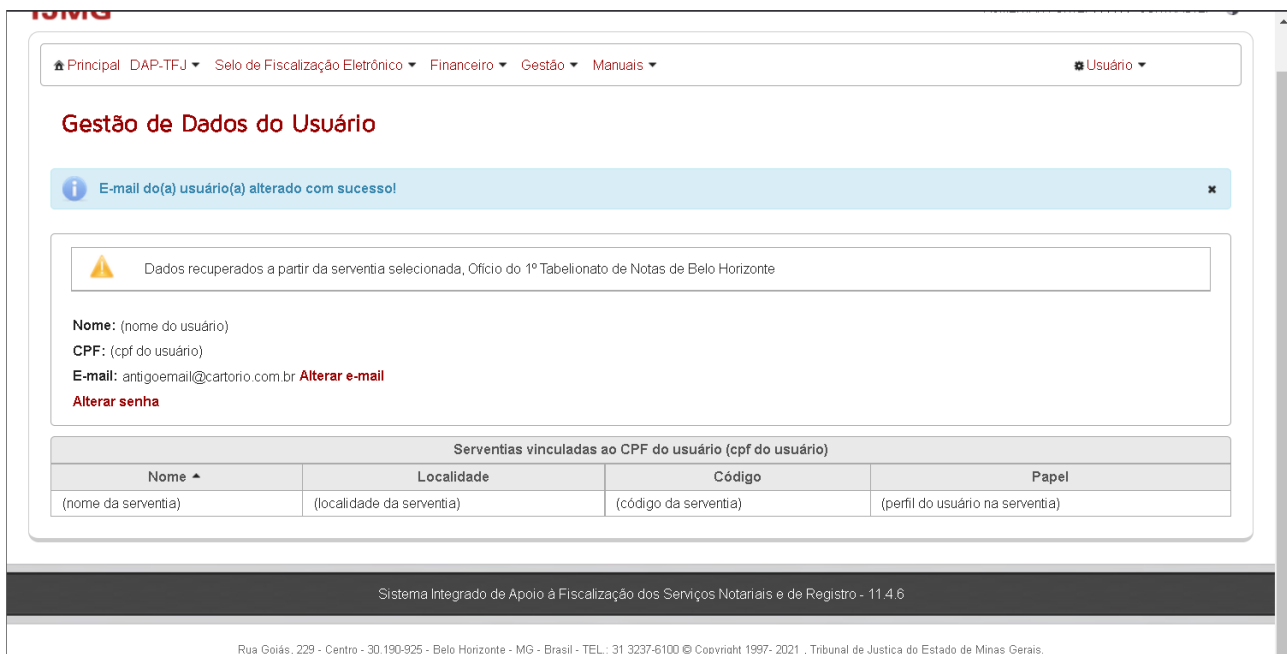 Principal DAP-TFJ Selo de Fiscalização Eletrônico Financeiro Gestão Manuais Usuário
Gestão de Dados do Usuário
E-mail do(a) usuário(a) alterado com sucesso!
Dados recuperados a partir da serventia selecionada, Ofício do 1º Tabelionato de Notas de Belo Horizonte
Nome: (nome do usuário)
CPF: (cpf do usuário)
E-mail: antigoemail@cartorio.com.br Alterar e-mail
Alterar senha
Serventias vinculadas ao CPF do usuário (cpf do usuário)
Nome Localidade Código Papel
(nome da serventia) (localidade da serventia) (código da serventia) (perfil do usuário na serventia)
Sistema Integrado de Apoio à Fiscalização dos Serviços Notariais e de Registro - 11.4.6
Rua Goiás, 229 - Centro - 30.190-925 - Belo Horizonte - MG - Brasil - TEL.: 31 3237-6100 © Copyright 1997- 2021 , Tribunal de Justiça do Estado de Minas Gerais.